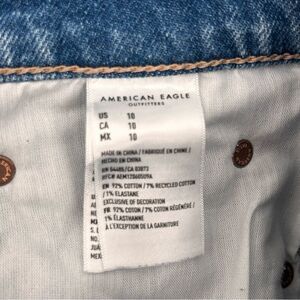 AMERICAN EAGLE
OUTFITTERS
US 10
CA 10
MX 10
MADE IN CHINA / FABRIQUÉ EN CHINE /
HECHO EN CHINA
RN 54485/CA 03872
EN 92% COTTON / 7% RECYCLED COTTON
/ 1% ELASTANE
EXCLUSIVE OF DECORATION
FR 92% COTON / 7% COTON RÉGÉNÉRÉ /
1% ÉLASTHANNE
À L'EXCEPTION DE LA GARNITURE